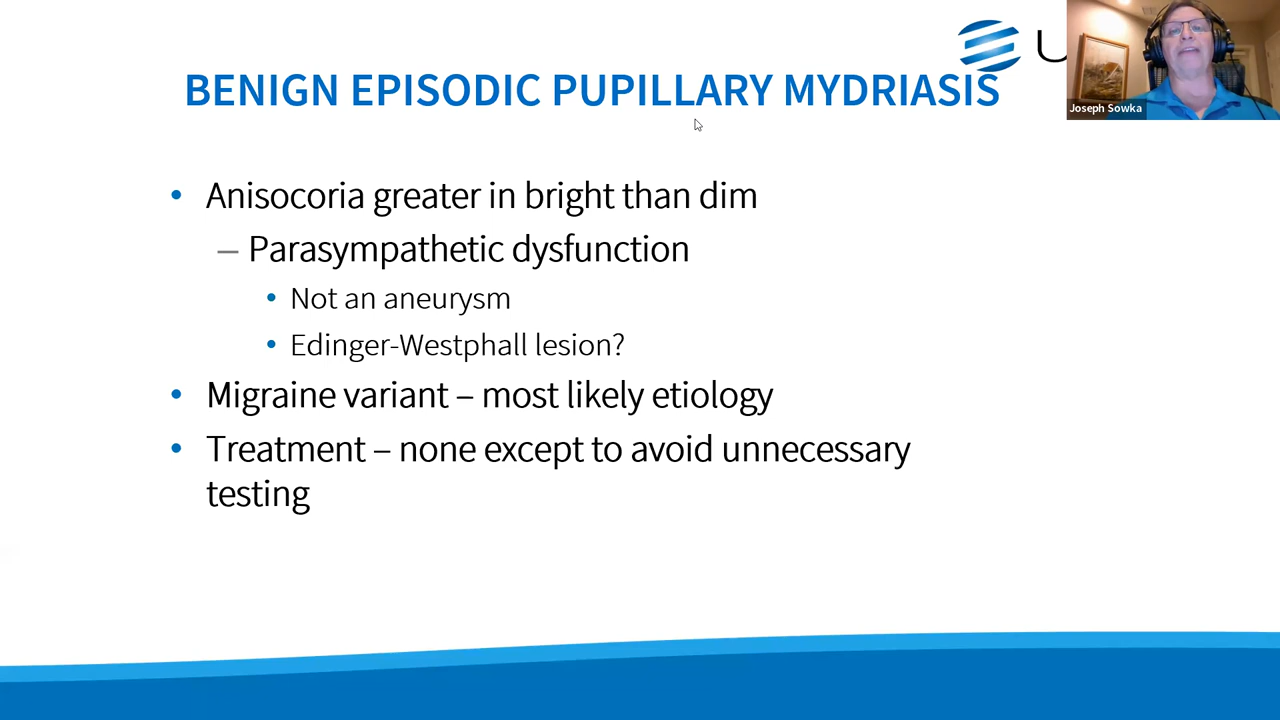 BENIGN EPISODIC PUPILLARY MYDRIASIS
U
Joseph Sowka
• Anisocoria greater in bright than dim
– Parasympathetic dysfunction
• Not an aneurysm
• Edinger-Westphall lesion?
• Migraine variant – most likely etiology
• Treatment – none except to avoid unnecessary
testing